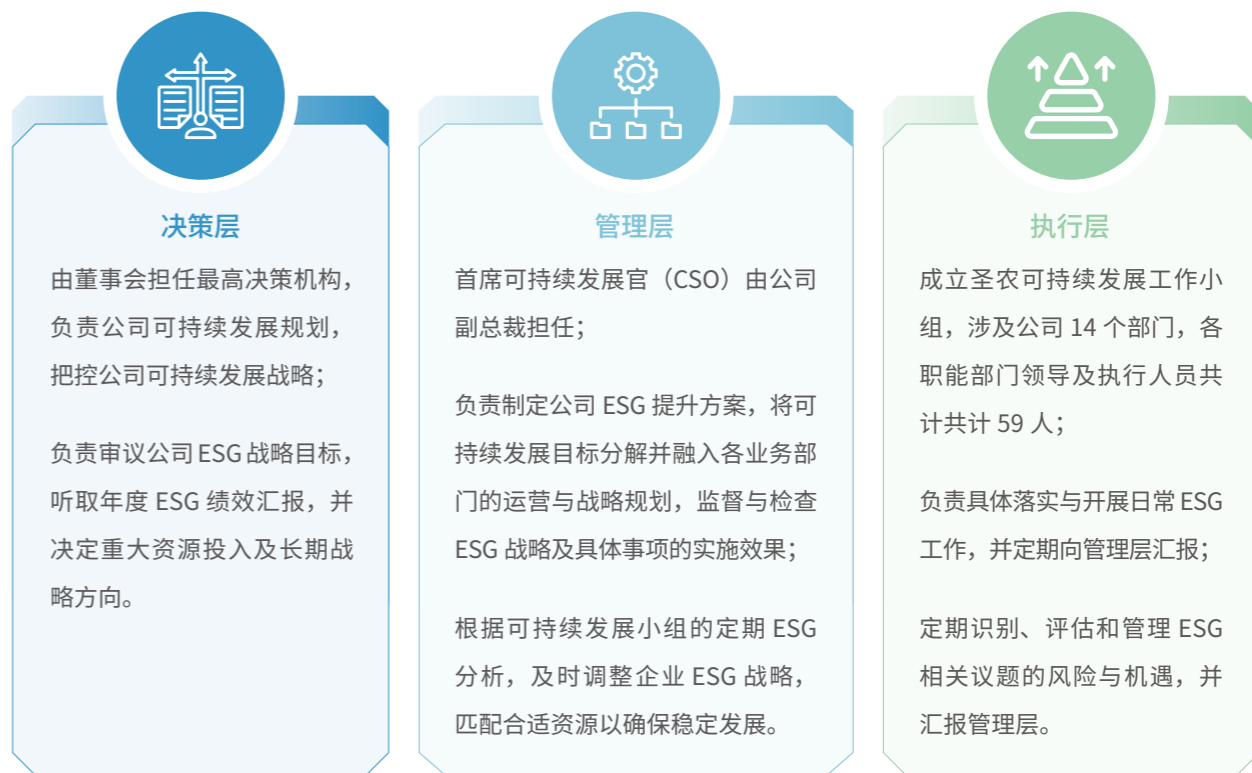 决策层
由董事会担任最高决策机构，
负责公司可持续发展规划，
把控公司可持续发展战略；
负责审议公司 ESG 战略目标，
听取年度 ESG 绩效汇报，并
决定重大资源投入及长期战
略方向。
管理层
首席可持续发展官（CSO）由公司
副总裁担任；
负责制定公司 ESG 提升方案，将可
持续发展目标分解并融入各业务部
门的运营与战略规划，监督与检查
ESG 战略及具体事项的实施效果；
根据可持续发展小组的定期 ESG
分析，及时调整企业 ESG 战略，
匹配合适资源以确保稳定发展。
执行层
成立圣农可持续发展工作小
组，涉及公司 14 个部门，各
职能部门领导及执行人员共
计共计 59 人；
负责具体落实与开展日常 ESG
工作，并定期向管理层汇报；
定期识别、评估和管理 ESG
相关议题的风险与机遇，并
汇报管理层。